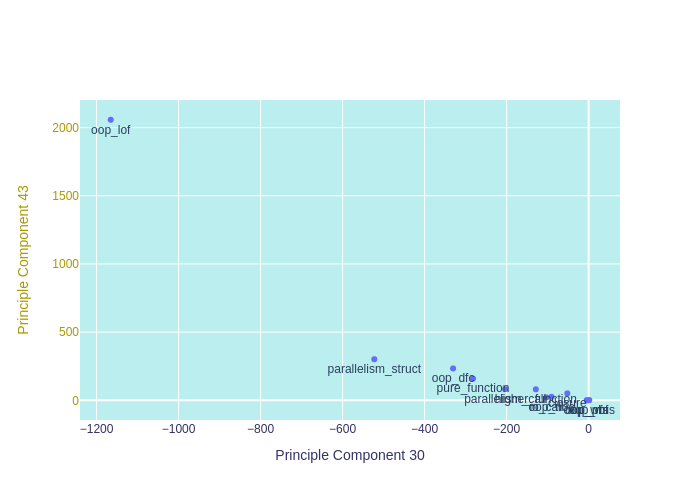 2000
1500
1000
500
0
Principle Component 43
oop_lof
parallelism_struct
oop_dfo
pure_function
−1200
−1000
−800
−600
−400
−200
0
Principle Component 30